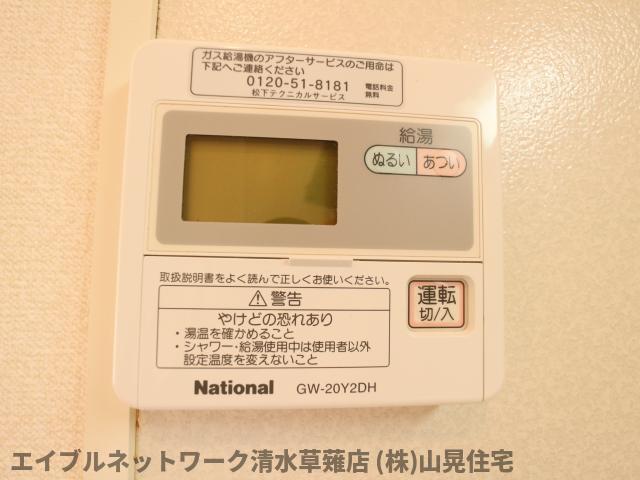 ガス給湯機のアフターサービスのご用命は
下記へご連絡ください
0120-51-8181 電話料金
無料
松下テクニカルサービス
給湯
ぬるい あつい
取扱説明書をよく読んで正しくお使いください。
⚠警告
やけどの恐れあり
・湯温を確かめること
・シャワー・給湯使用中は使用者以外
設定温度を変えないこと
運転
切/入
National GW-20Y2DH
エイブルネットワーク清水草薙店 (株)山晃住宅